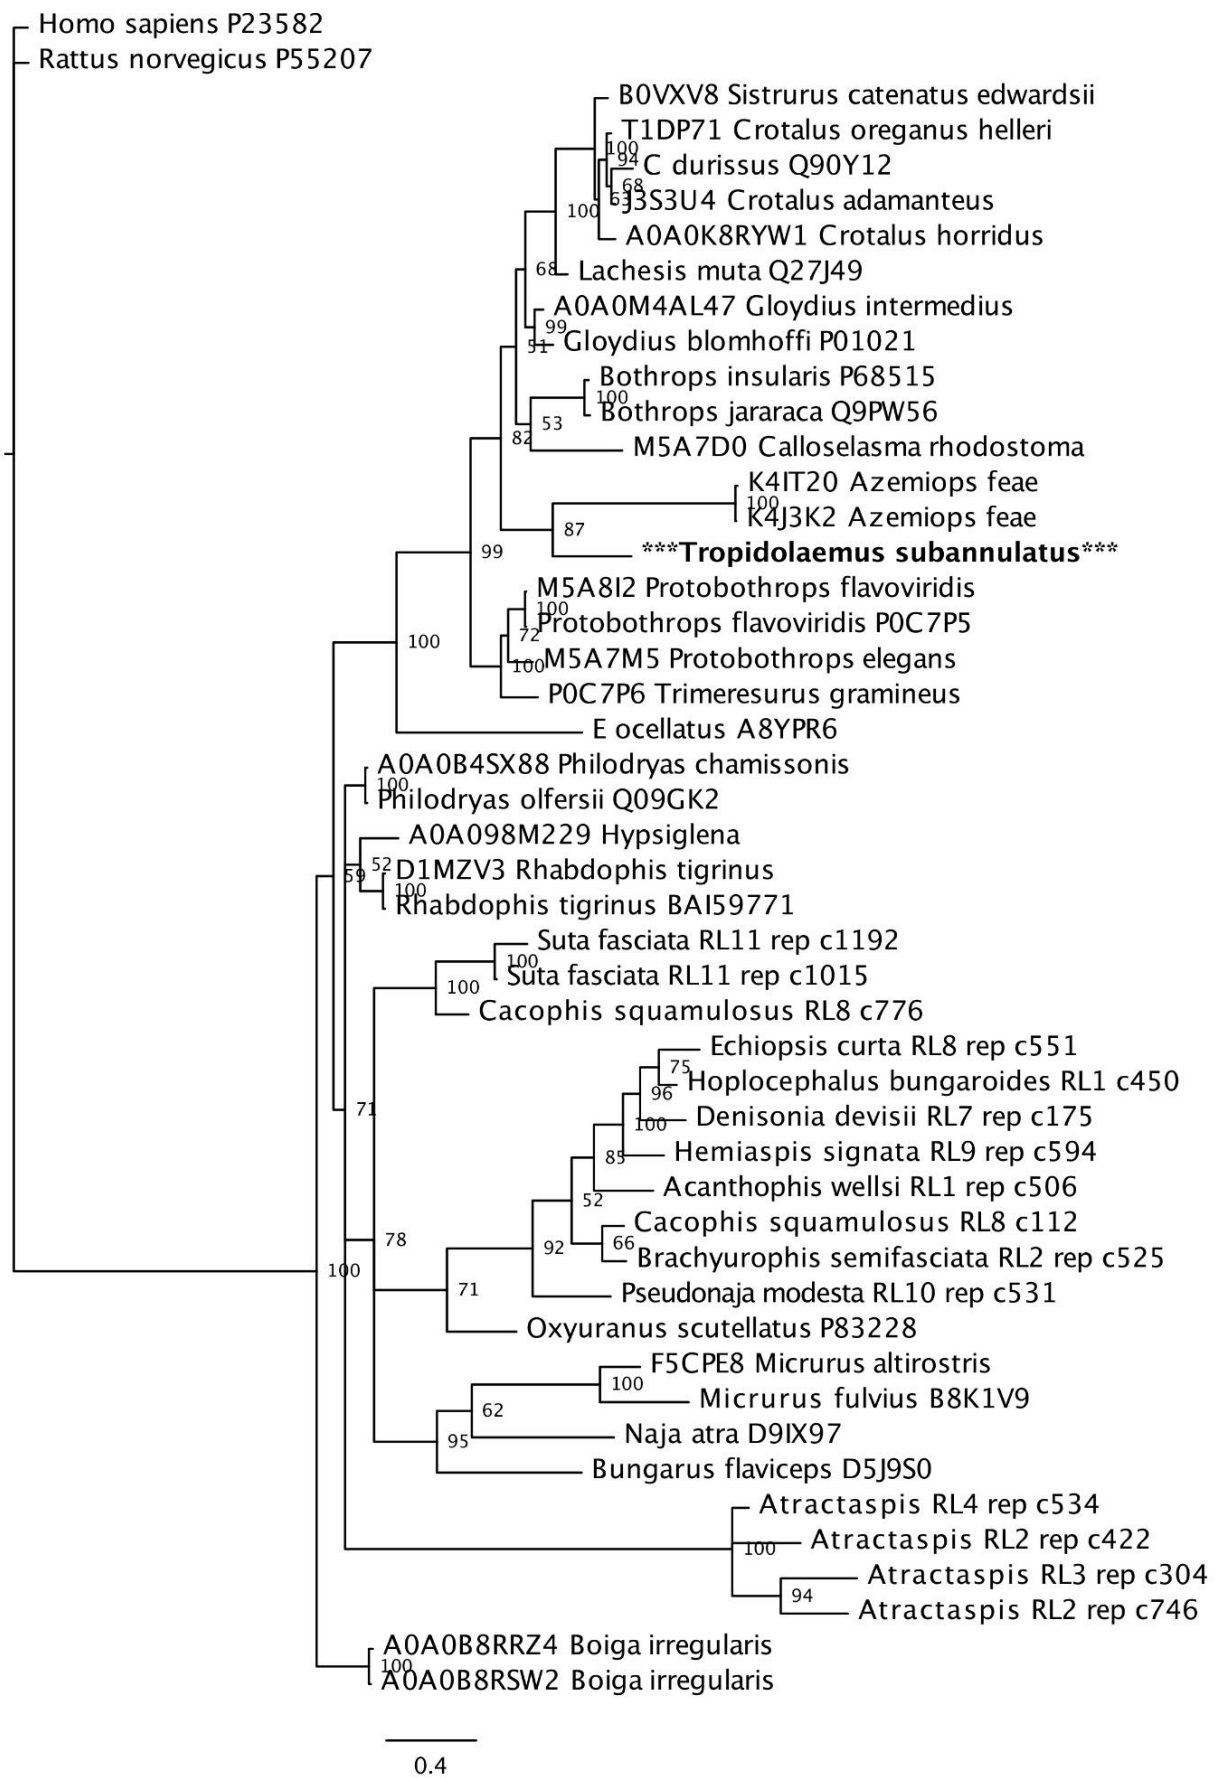 Homo sapiens P23582
Rattus norvegicus P55207
B0VXV8 Sistrurus catenatus edwardsii
T1DP71 Crotalus oreganus helleri
100
94
C durissus Q90Y12
68
63
J3S3U4 Crotalus adamanteus
100
A0A0K8RYW1 Crotalus horridus
68
Lachesis muta Q27J49
A0A0M4AL47 Gloydius intermedius
99
51
Gloydius blomhoffi P01021
Bothrops insularis P68515
100
Bothrops jararaca Q9PW56
53
82
M5A7D0 Calloselasma rhodostoma
K4IT20 Azemiops feae
100
K4J3K2 Azemiops feae
87
***Tropidolaemus subannulatus***
99
M5A8I2 Protobothrops flavoviridis
100
Protobothrops flavoviridis P0C7P5
72
100
M5A7M5 Protobothrops elegans
100
P0C7P6 Trimeresurus gramineus
E ocellatus A8YPR6
A0A0B4SX88 Philodryas chamissonis
100
Philodryas olfersii Q09GK2
A0A098M229 Hypsiglena
52
59
D1MZV3 Rhabdophis tigrinus
100
Rhabdophis tigrinus BAI59771
Suta fasciata RL11 rep c1192
100
Suta fasciata RL11 rep c1015
100
Cacophis squamulosus RL8 c776
Echiopsis curta RL8 rep c551
75
Hoplocephalus bungaroides RL1 c450
96
71
Denisonia devisii RL7 rep c175
100
Hemiaspis signata RL9 rep c594
85
Acanthophis wellsi RL1 rep c506
52
Cacophis squamulosus RL8 c112
66
78
92
Brachyurophis semifasciata RL2 rep c525
100
71
Pseudonaja modesta RL10 rep c531
Oxyuranus scutellatus P83228
F5CPE8 Micrurus altirostris
100
Micrurus fulvius B8K1V9
62
Naja atra D9IX97
95
Bungarus flaviceps D5J9S0
Atractaspis RL4 rep c534
100
Atractaspis RL2 rep c422
Atractaspis RL3 rep c304
94
Atractaspis RL2 rep c746
A0A0B8RRZ4 Boiga irregularis
100
A0A0B8RSW2 Boiga irregularis
0.4